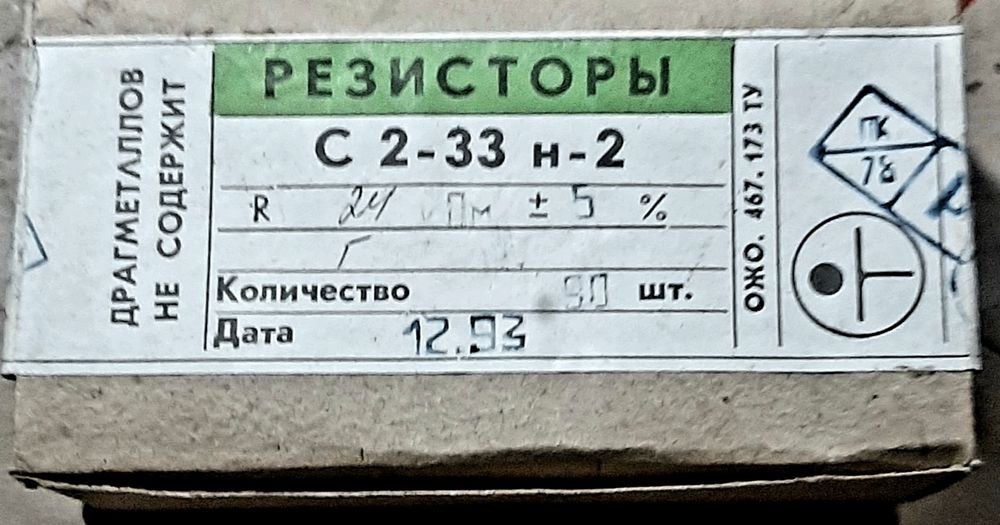 ДРАГМЕТАЛЛОВ
НЕ СОДЕРЖИТ
РЕЗИСТОРЫ
С 2-33 н-2
R 24 ± 5 %
Г
Количество 90 шт.
Дата 12.93
ОЖО. 467. 173 ТУ
ПК
78